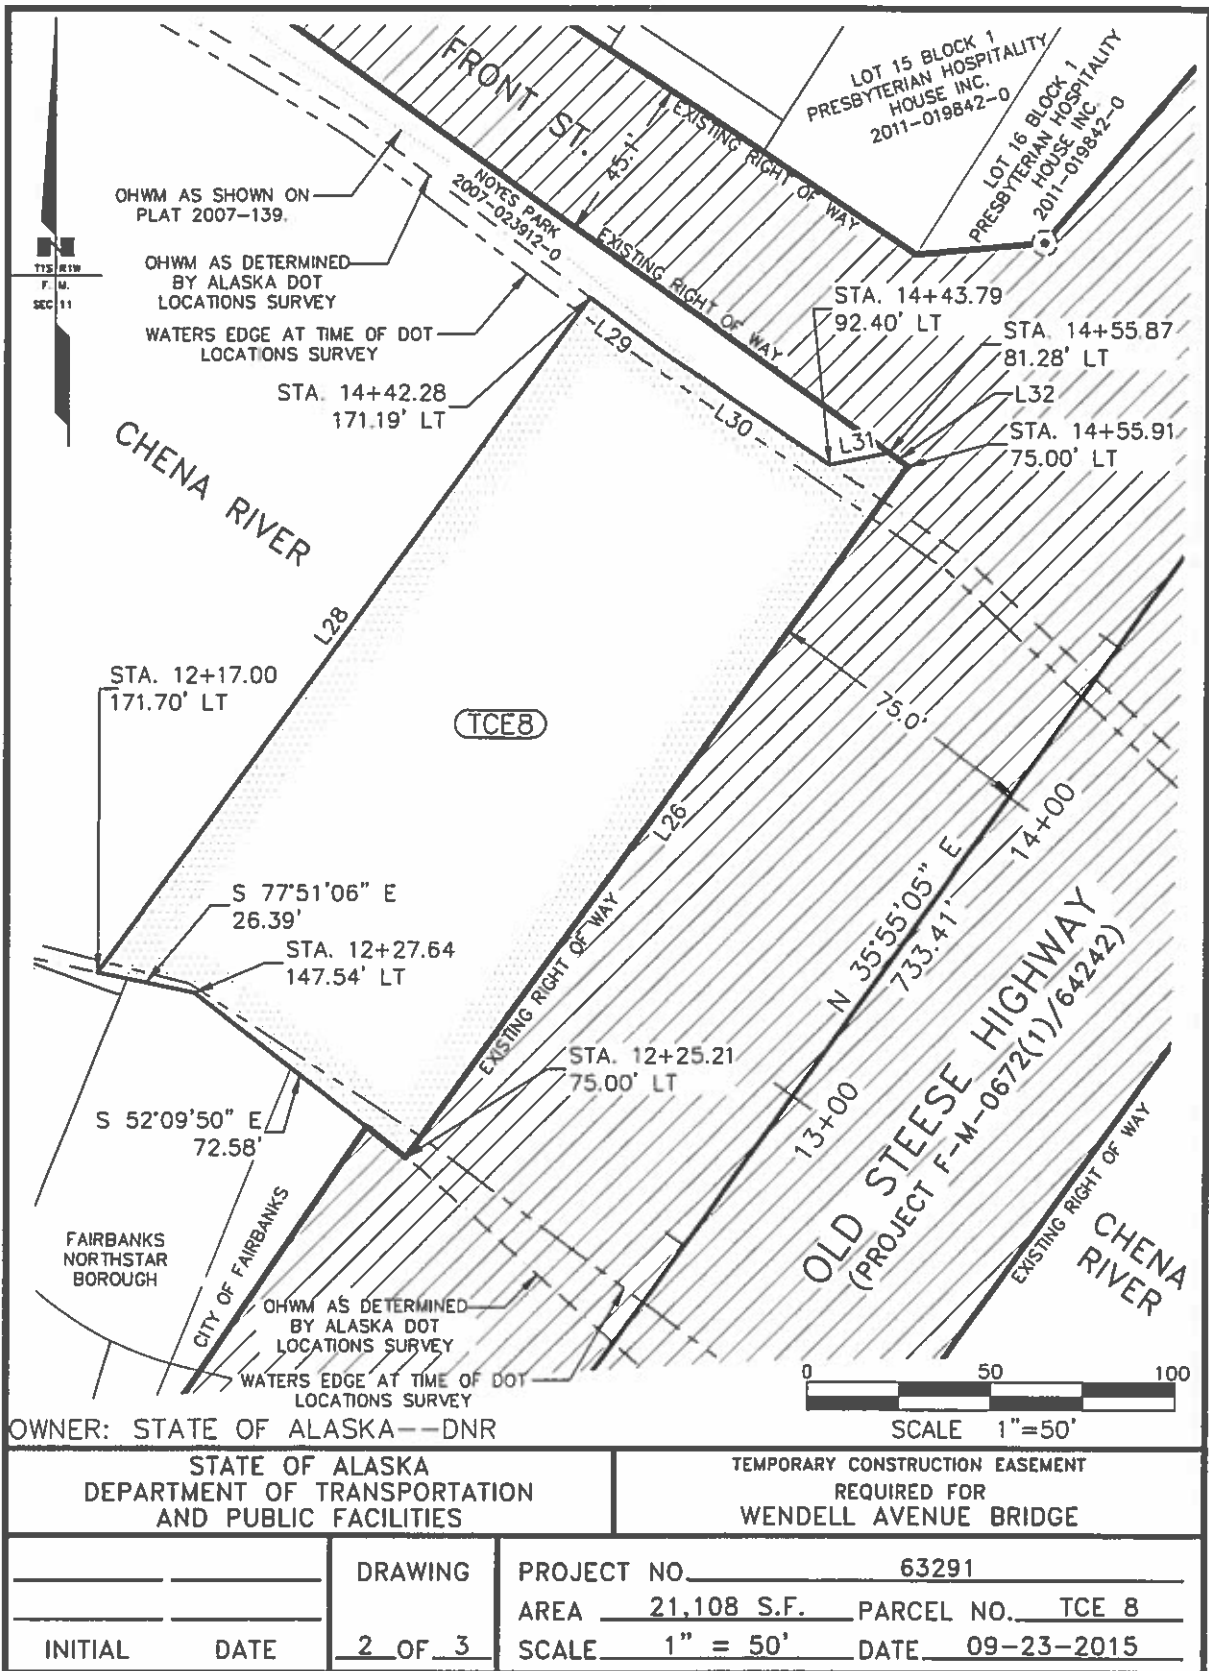 FRONT ST.
45.1'
EXISTING RIGHT OF WAY
LOT 15 BLOCK 1
PRESBYTERIAN HOSPITALITY
HOUSE INC.
2011-019842-0
LOT 16 BLOCK 1
PRESBYTERIAN HOSPITALITY
HOUSE INC.
2011-019842-0
N
T1S R1W
F. M.
SEC 11
OHWM AS SHOWN ON
PLAT 2007-139.
NOYES PARK
2007-023912-0
EXISTING RIGHT OF WAY
OHWM AS DETERMINED
BY ALASKA DOT
LOCATIONS SURVEY
WATERS EDGE AT TIME OF DOT
LOCATIONS SURVEY
STA. 14+43.79
92.40' LT
STA. 14+55.87
81.28' LT
L29
L30
L31
L32
STA. 14+42.28
171.19' LT
STA. 14+55.91
75.00' LT
CHENA RIVER
L28
STA. 12+17.00
171.70' LT
TCE8
75.0'
L26
14+00
S 77°51'06" E
26.39'
STA. 12+27.64
147.54' LT
EXISTING RIGHT OF WAY
N 35°55'05" E
733.41'
STA. 12+25.21
75.00' LT
13+00
S 52°09'50" E
72.58'
OLD STEESE HIGHWAY
(PROJECT F-M-0672(1)/64242)
EXISTING RIGHT OF WAY
CHENA
RIVER
FAIRBANKS
NORTHSTAR
BOROUGH
CITY OF FAIRBANKS
OHWM AS DETERMINED
BY ALASKA DOT
LOCATIONS SURVEY
WATERS EDGE AT TIME OF DOT
LOCATIONS SURVEY
0 50 100
SCALE 1"=50'
OWNER: STATE OF ALASKA--DNR
STATE OF ALASKA
DEPARTMENT OF TRANSPORTATION
AND PUBLIC FACILITIES
TEMPORARY CONSTRUCTION EASEMENT
REQUIRED FOR
WENDELL AVENUE BRIDGE
INITIAL DATE
DRAWING
2 OF 3
PROJECT NO. 63291
AREA 21,108 S.F. PARCEL NO. TCE 8
SCALE 1" = 50' DATE 09-23-2015